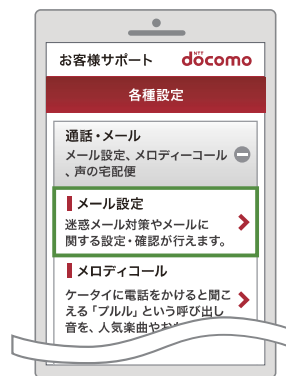 お客様サポート
NTT
döcomo
各種設定
通話・メール
メール設定、メロディーコール
、声の宅配便
メール設定
迷惑メール対策やメールに
関する設定・確認が行えます。
メロディコール
ケータイに電話をかけると聞こ
える「プルル」という呼び出し
音を、人気楽曲や